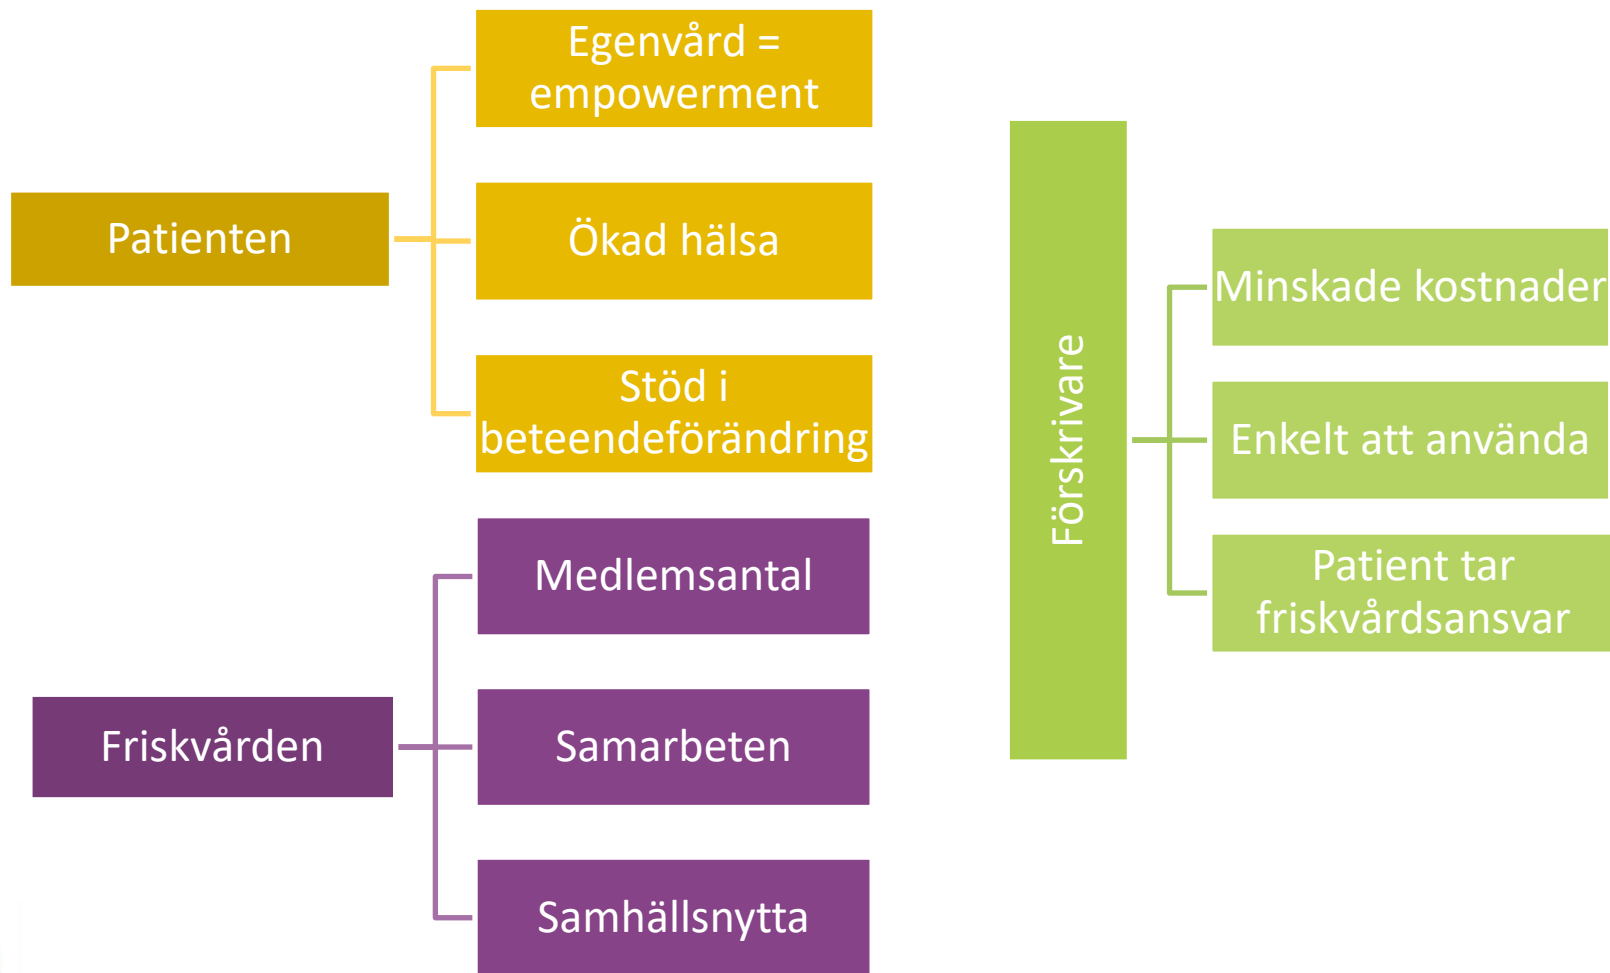 Patienten
Egenvård =
empowerment
Ökad hälsa
Stöd i
beteendeförändring
Friskvården
Medlemsantal
Samarbeten
Samhällsnytta
Förskrivare
Minskade kostnader
Enkelt att använda
Patient tar
friskvårdsansvar